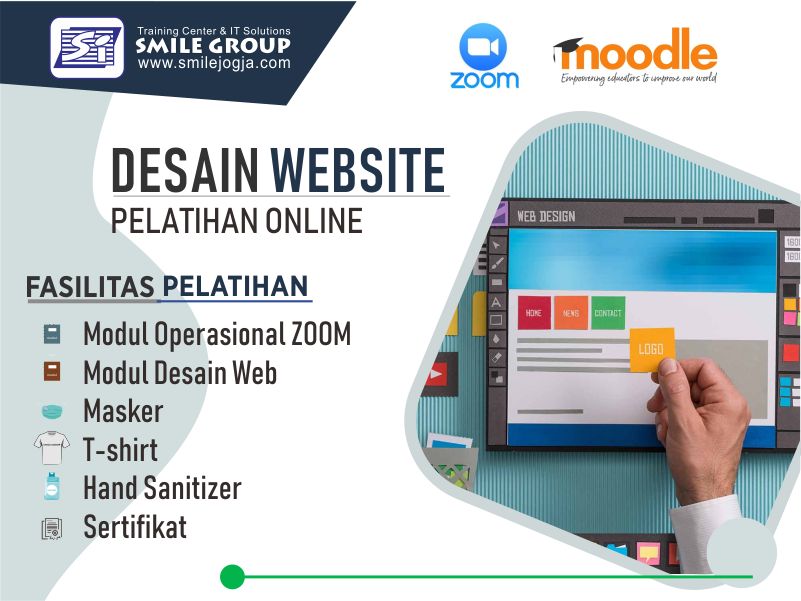 Si
Training Center & IT Solutions
SMILE GROUP
www.smilejogja.com
zoom
moodle
Empowering educators to improve our world
DESAIN WEBSITE
PELATIHAN ONLINE
FASILITAS PELATIHAN
Modul Operasional ZOOM
Modul Desain Web
Masker
T-shirt
Hand Sanitizer
Sertifikat
WEB DESIGN
HOME
NEWS
CONTACT
LOGO
A